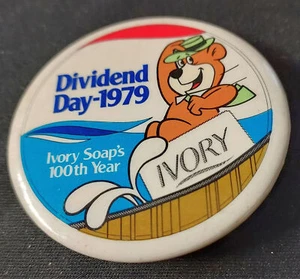 Dividend
Day-1979
Ivory Soap's
100th Year
IVORY